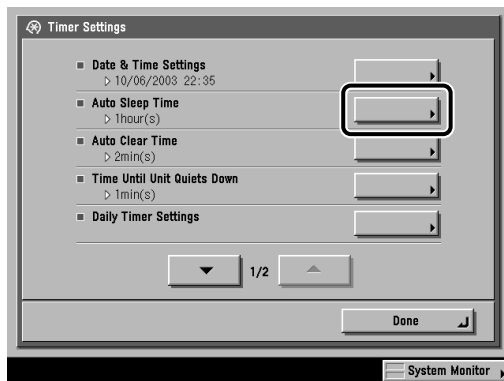 Timer Settings
Date & Time Settings
10/06/2003 22:35
Auto Sleep Time
1hour(s)
Auto Clear Time
2min(s)
Time Until Unit Quiets Down
1min(s)
Daily Timer Settings
1/2
Done
System Monitor